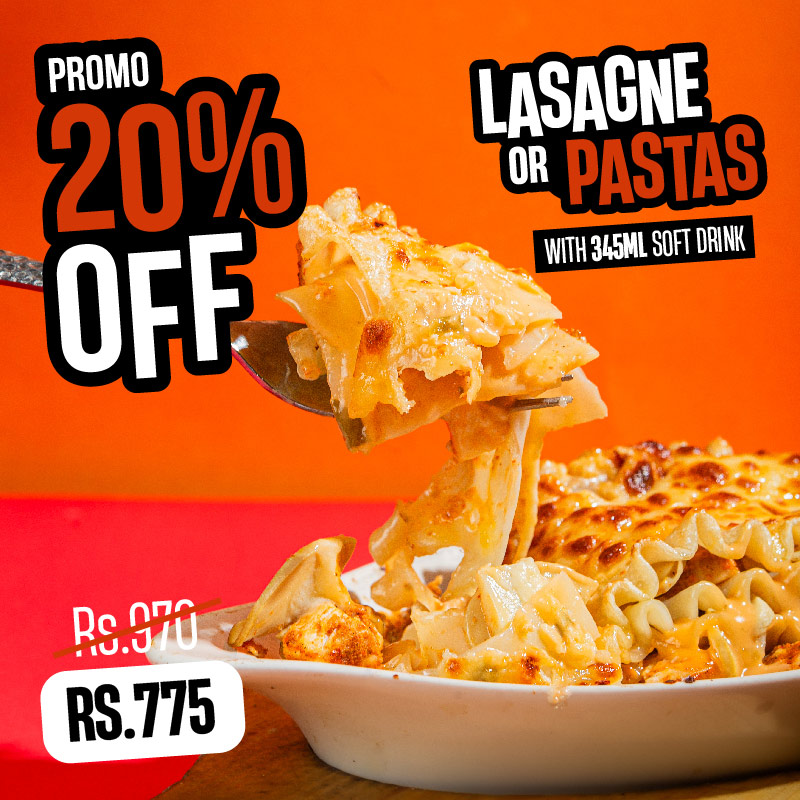 PROMO
20%
OFF
LASAGNE
OR PASTAS
WITH 345ML SOFT DRINK
Rs.970
RS.775